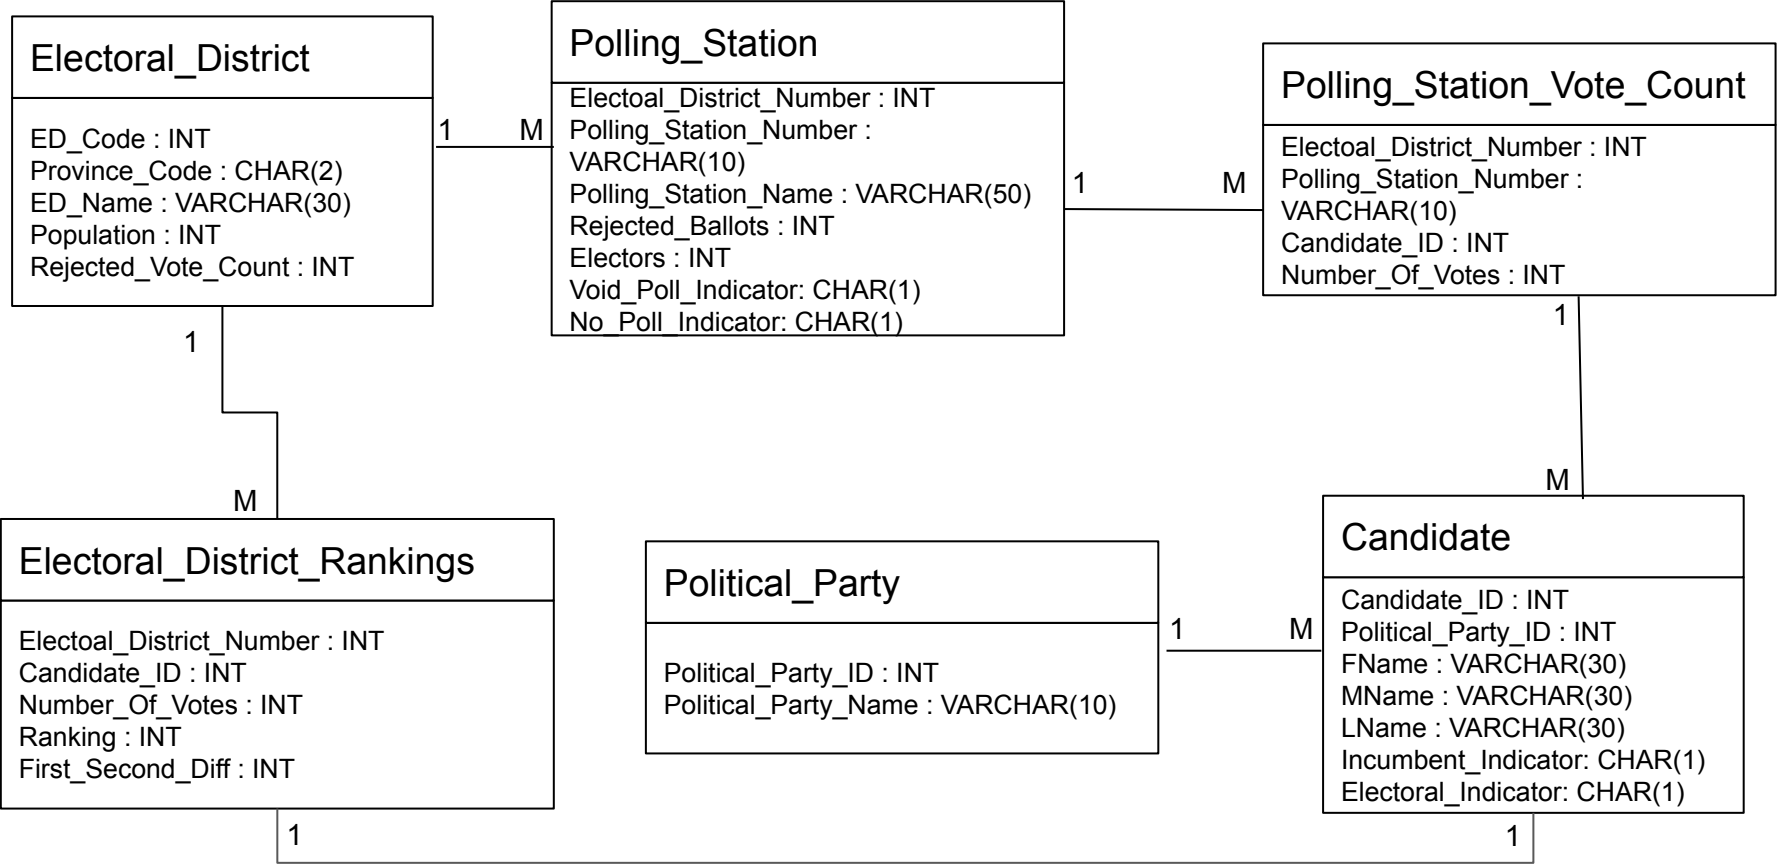 Electoral_District
ED_Code : INT
Province_Code : CHAR(2)
ED_Name : VARCHAR(30)
Population : INT
Rejected_Vote_Count : INT
1
M
Polling_Station
Electoal_District_Number : INT
Polling_Station_Number :
VARCHAR(10)
Polling_Station_Name : VARCHAR(50)
Rejected_Ballots : INT
Electors : INT
Void_Poll_Indicator: CHAR(1)
No_Poll_Indicator: CHAR(1)
1
M
Polling_Station_Vote_Count
Electoal_District_Number : INT
Polling_Station_Number :
VARCHAR(10)
Candidate_ID : INT
Number_Of_Votes : INT
1
M
1
M
Electoral_District_Rankings
Electoal_District_Number : INT
Candidate_ID : INT
Number_Of_Votes : INT
Ranking : INT
First_Second_Diff : INT
Political_Party
Political_Party_ID : INT
Political_Party_Name : VARCHAR(10)
1
M
Candidate
Candidate_ID : INT
Political_Party_ID : INT
FName : VARCHAR(30)
MName : VARCHAR(30)
LName : VARCHAR(30)
Incumbent_Indicator: CHAR(1)
Electoral_Indicator: CHAR(1)
1
1